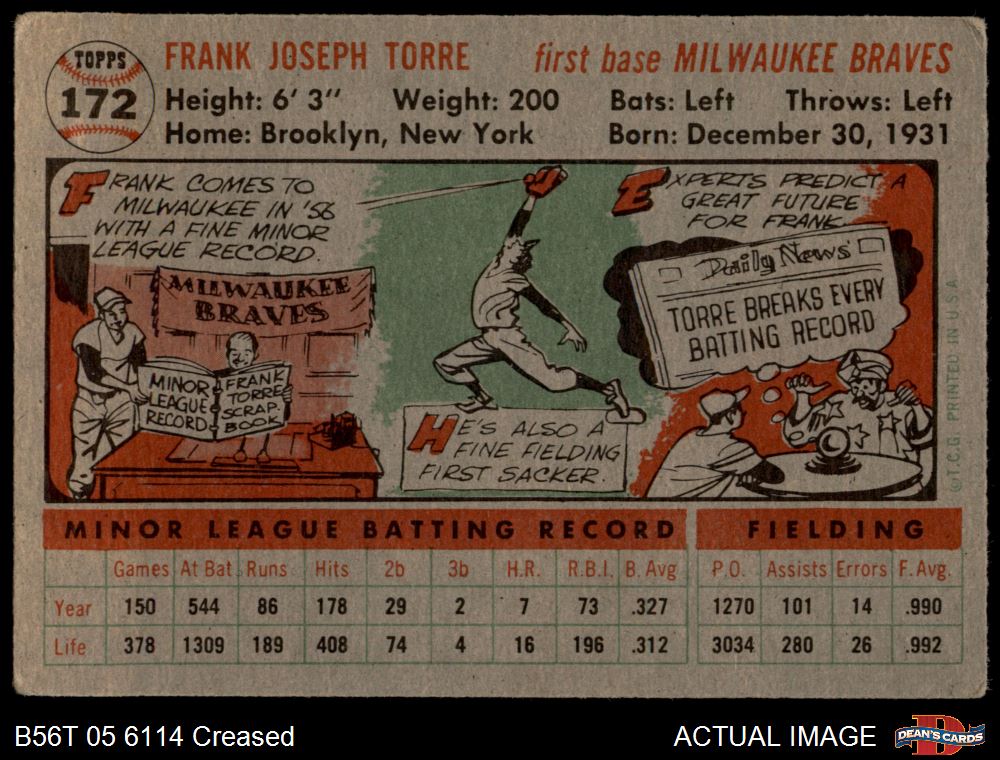 TOPPS
172
FRANK JOSEPH TORRE first base MILWAUKEE BRAVES
Height: 6' 3" Weight: 200 Bats: Left Throws: Left
Home: Brooklyn, New York Born: December 30, 1931
FRANK COMES TO
MILWAUKEE IN '56
WITH A FINE MINOR
LEAGUE RECORD.
MILWAUKEE
BRAVES
MINOR
LEAGUE
RECORD
FRANK
TORRE
SCRAP
BOOK
HE'S ALSO A
FINE FIELDING
FIRST SACKER.
EXPERTS PREDICT A
GREAT FUTURE
FOR FRANK.
Daily News
TORRE BREAKS EVERY
BATTING RECORD
©T.C.G. PRINTED IN U.S.A.
MINOR LEAGUE BATTING RECORD FIELDING
Games At Bat Runs Hits 2b 3b H.R. R.B.I. B. Avg P.O. Assists Errors F. Avg.
Year 150 544 86 178 29 2 7 73 .327 1270 101 14 .990
Life 378 1309 189 408 74 4 16 196 .312 3034 280 26 .992
B56T 05 6114 Creased ACTUAL IMAGE
DEAN'S CARDS